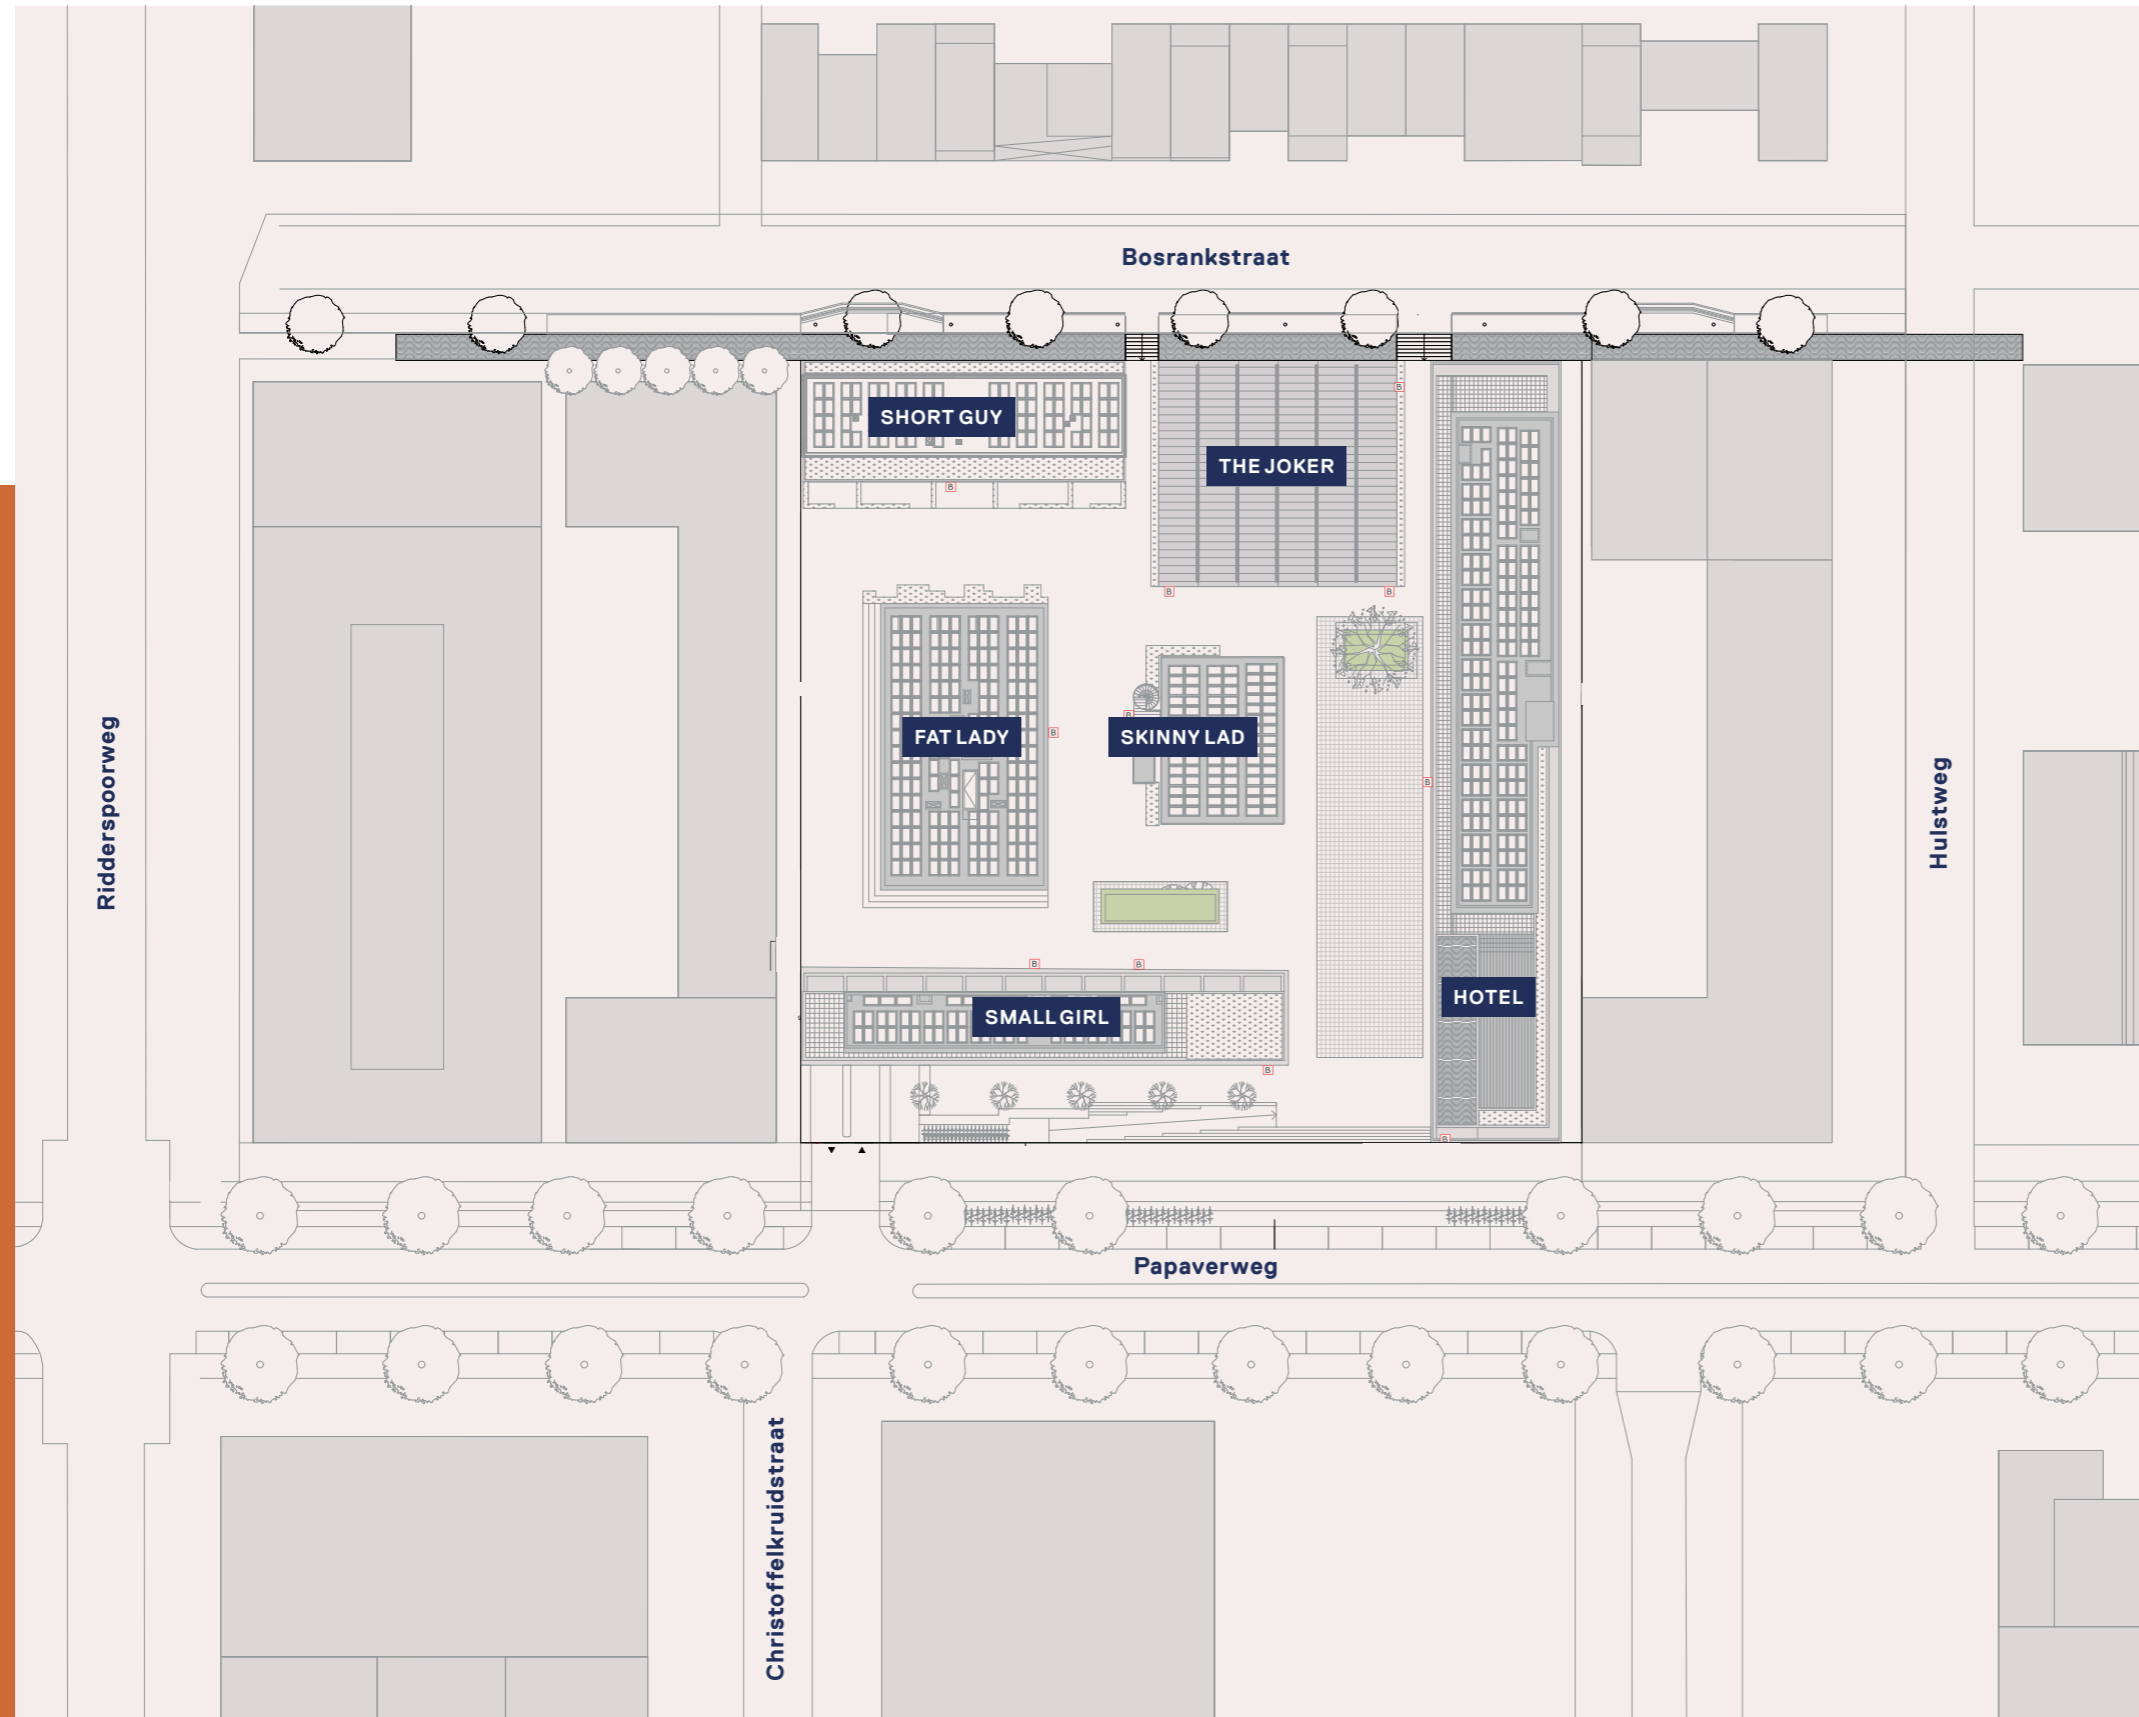 Bosrankstraat
SHORT GUY
B
THE JOKER
B
B
B
Ridderspoorweg
FAT LADY
B
B
SKINNY LAD
B
Hulstweg
B
B
SMALL GIRL
HOTEL
B
B
Papaverweg
Christoffelkruidstraat